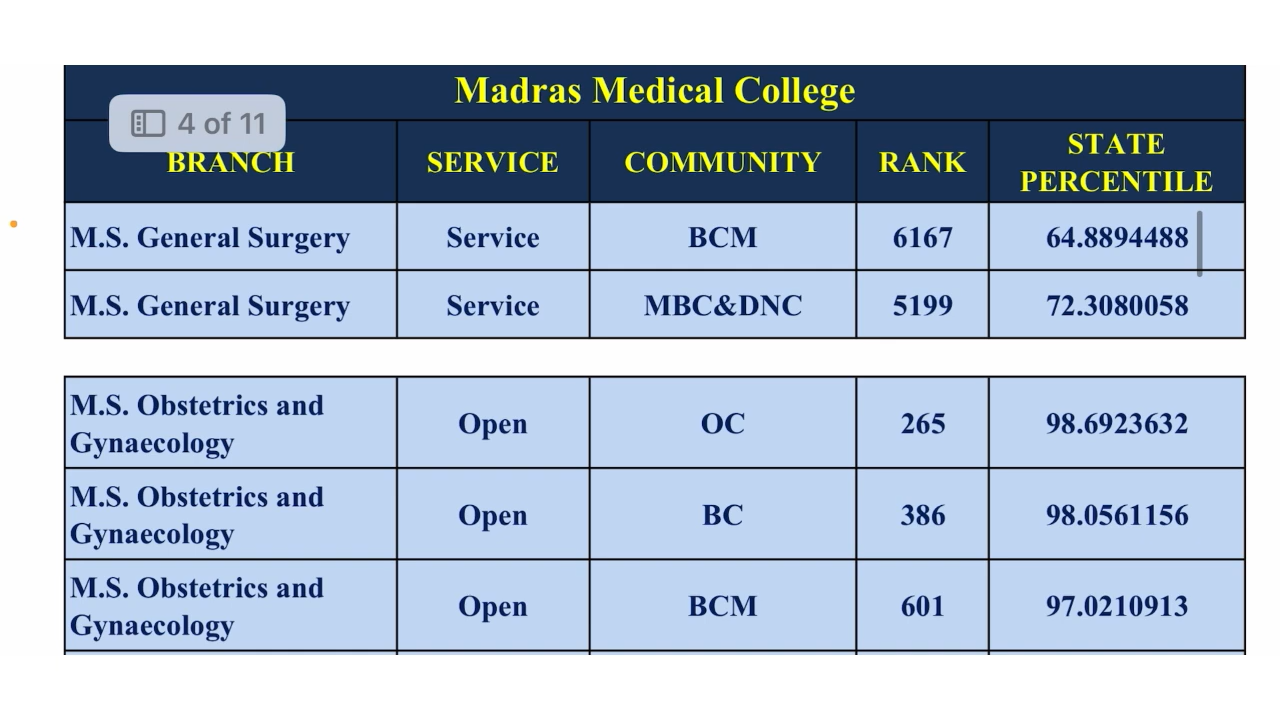 Madras Medical College
4 of 11
BRANCH SERVICE COMMUNITY RANK STATE PERCENTILE
M.S. General Surgery Service BCM 6167 64.8894488
M.S. General Surgery Service MBC&DNC 5199 72.3080058
M.S. Obstetrics and
Gynaecology Open OC 265 98.6923632
M.S. Obstetrics and
Gynaecology Open BC 386 98.0561156
M.S. Obstetrics and
Gynaecology Open BCM 601 97.0210913